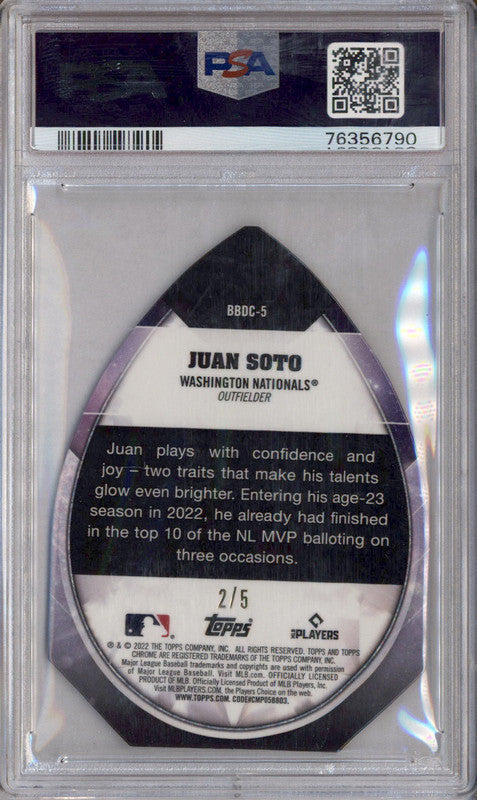 PSA
76356790
BBDC-5
JUAN SOTO
WASHINGTON NATIONALS®
OUTFIELDER
Juan plays with confidence and
joy – two traits that make his talents
glow even brighter. Entering his age-23
season in 2022, he already had finished
in the top 10 of the NL MVP balloting on
three occasions.
2/5
Topps
PLAYERS
® & © 2022 THE TOPPS COMPANY, INC. ALL RIGHTS RESERVED. TOPPS AND TOPPS
CHROME ARE REGISTERED TRADEMARKS OF THE TOPPS COMPANY, INC.
Major League Baseball trademarks and copyrights are used with permission
of Major League Baseball. Visit MLB.com. OFFICIALLY LICENSED
PRODUCT OF MLB. Officially Licensed Product of MLB Players, Inc.
Visit MLBPLAYERS.com, the Players Choice on the web.
WWW.TOPPS.COM. CODE#CMP058803.